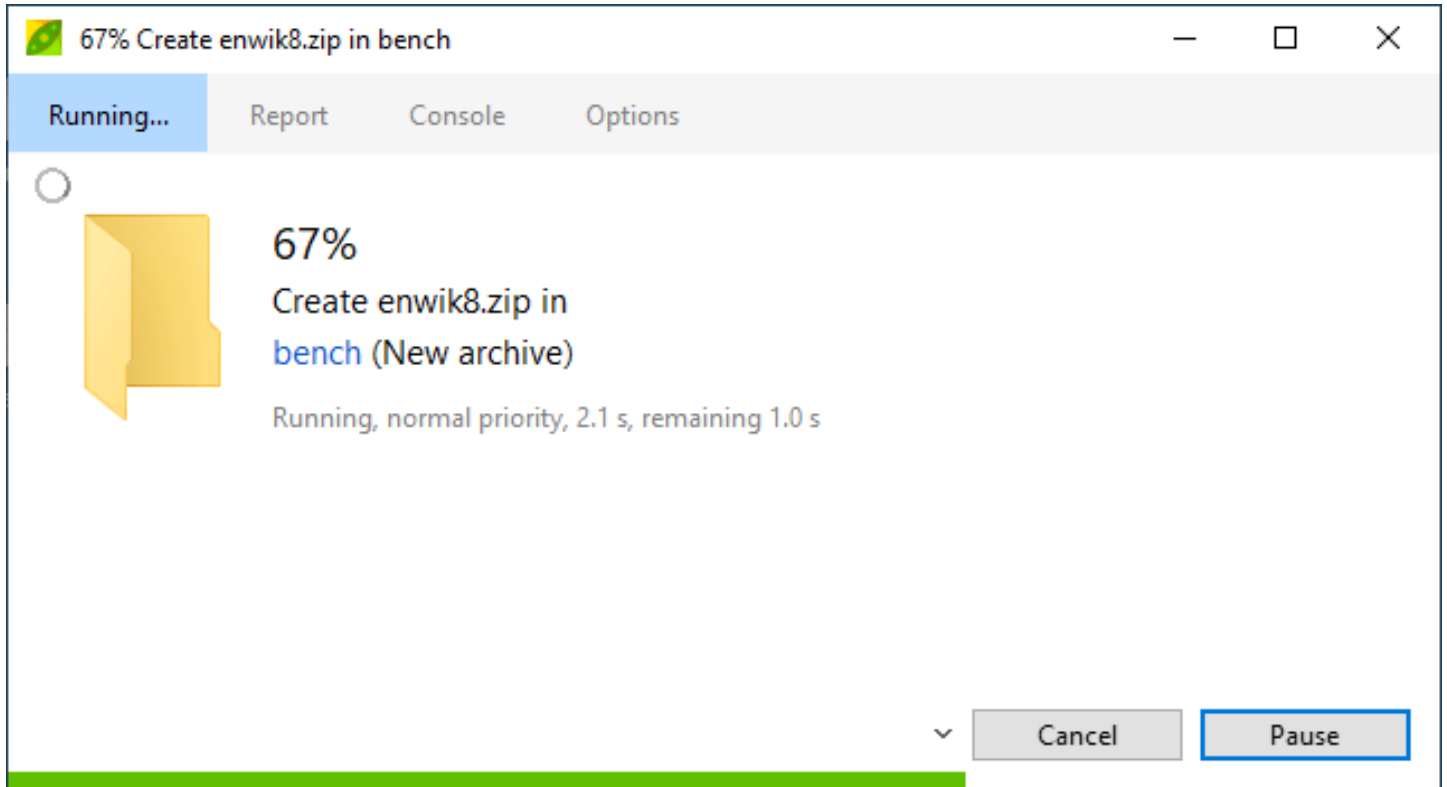 67% Create enwik8.zip in bench
Running... Report Console Options
67%
Create enwik8.zip in
bench (New archive)
Running, normal priority, 2.1 s, remaining 1.0 s
Cancel Pause